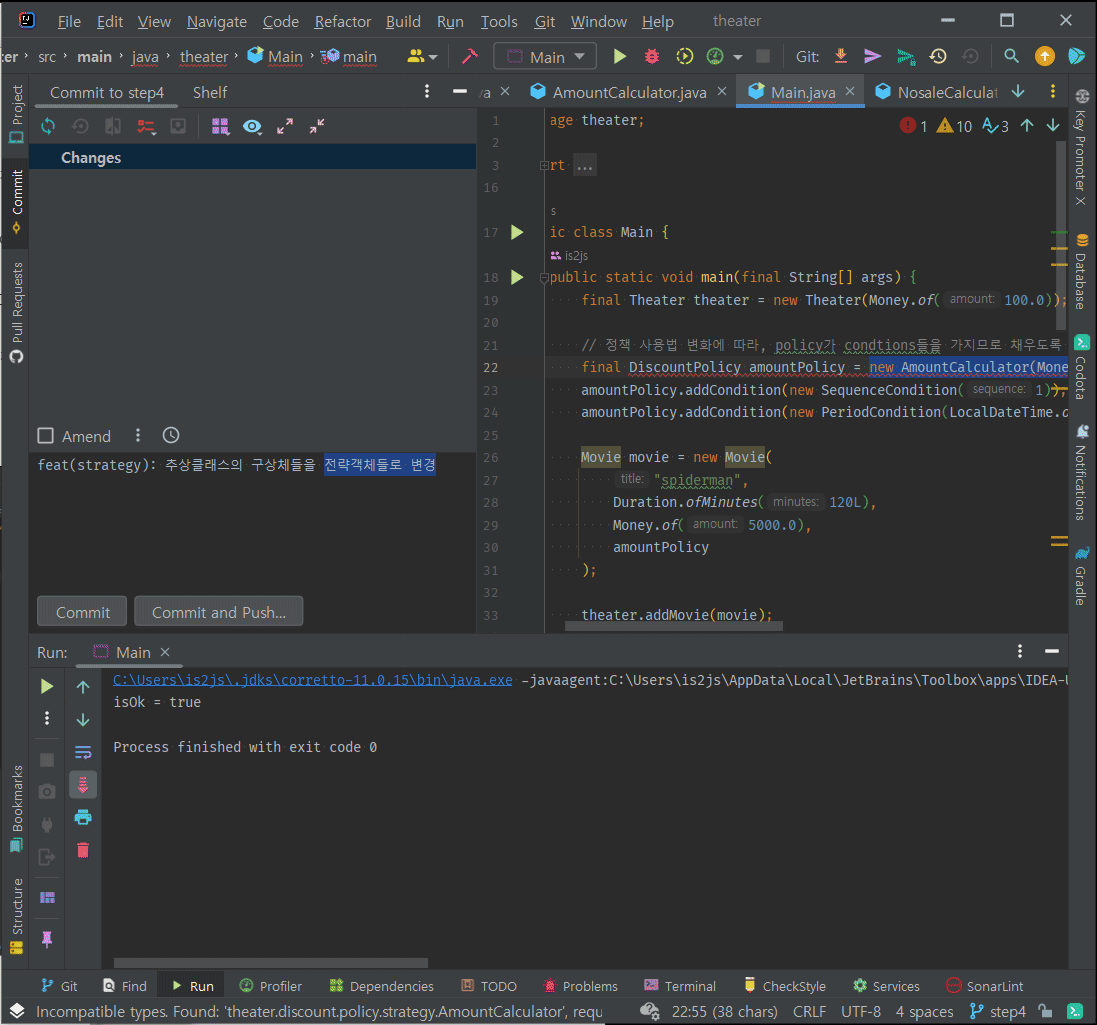 File Edit View Navigate Code Refactor Build Run Tools Git Window Help theater
ter src main java theater Main main Main Git:
Commit to step4 Shelf
va AmountCalculator.java Main.java NosaleCalculat
Project
Commit
Pull Requests
Bookmarks
Structure
Changes
Amend
feat(strategy): 추상클래스의 구상체들을 전략객체들로 변경
Commit Commit and Push...
1 age theater;
1 10 3
2
3 rt ...
16
s
17 ic class Main {
is2js
18 public static void main(final String[] args) {
19 final Theater theater = new Theater(Money.of( amount: 100.0));
20
21 // 정책 사용법 변화에 따라, policy가 condtions들을 가지므로 채우도록
22 final DiscountPolicy amountPolicy = new AmountCalculator(Mone
23 amountPolicy.addCondition(new SequenceCondition( sequence: 1));
24 amountPolicy.addCondition(new PeriodCondition(LocalDateTime.o
25
26 Movie movie = new Movie(
27 title: "spiderman",
28 Duration.ofMinutes( minutes: 120L),
29 Money.of( amount: 5000.0),
30 amountPolicy
31 );
32
33 theater.addMovie(movie);
Key Promoter X
Database
Codota
Notifications
Gradle
Run: Main
C:\Users\is2js\.jdks\corretto-11.0.15\bin\java.exe -javaagent:C:\Users\is2js\AppData\Local\JetBrains\Toolbox\apps\IDEA-U
isOk = true
Process finished with exit code 0
Git Find Run Profiler Dependencies TODO Problems Terminal CheckStyle Services SonarLint
Incompatible types. Found: 'theater.discount.policy.strategy.AmountCalculator', requ 22:55 (38 chars) CRLF UTF-8 4 spaces step4